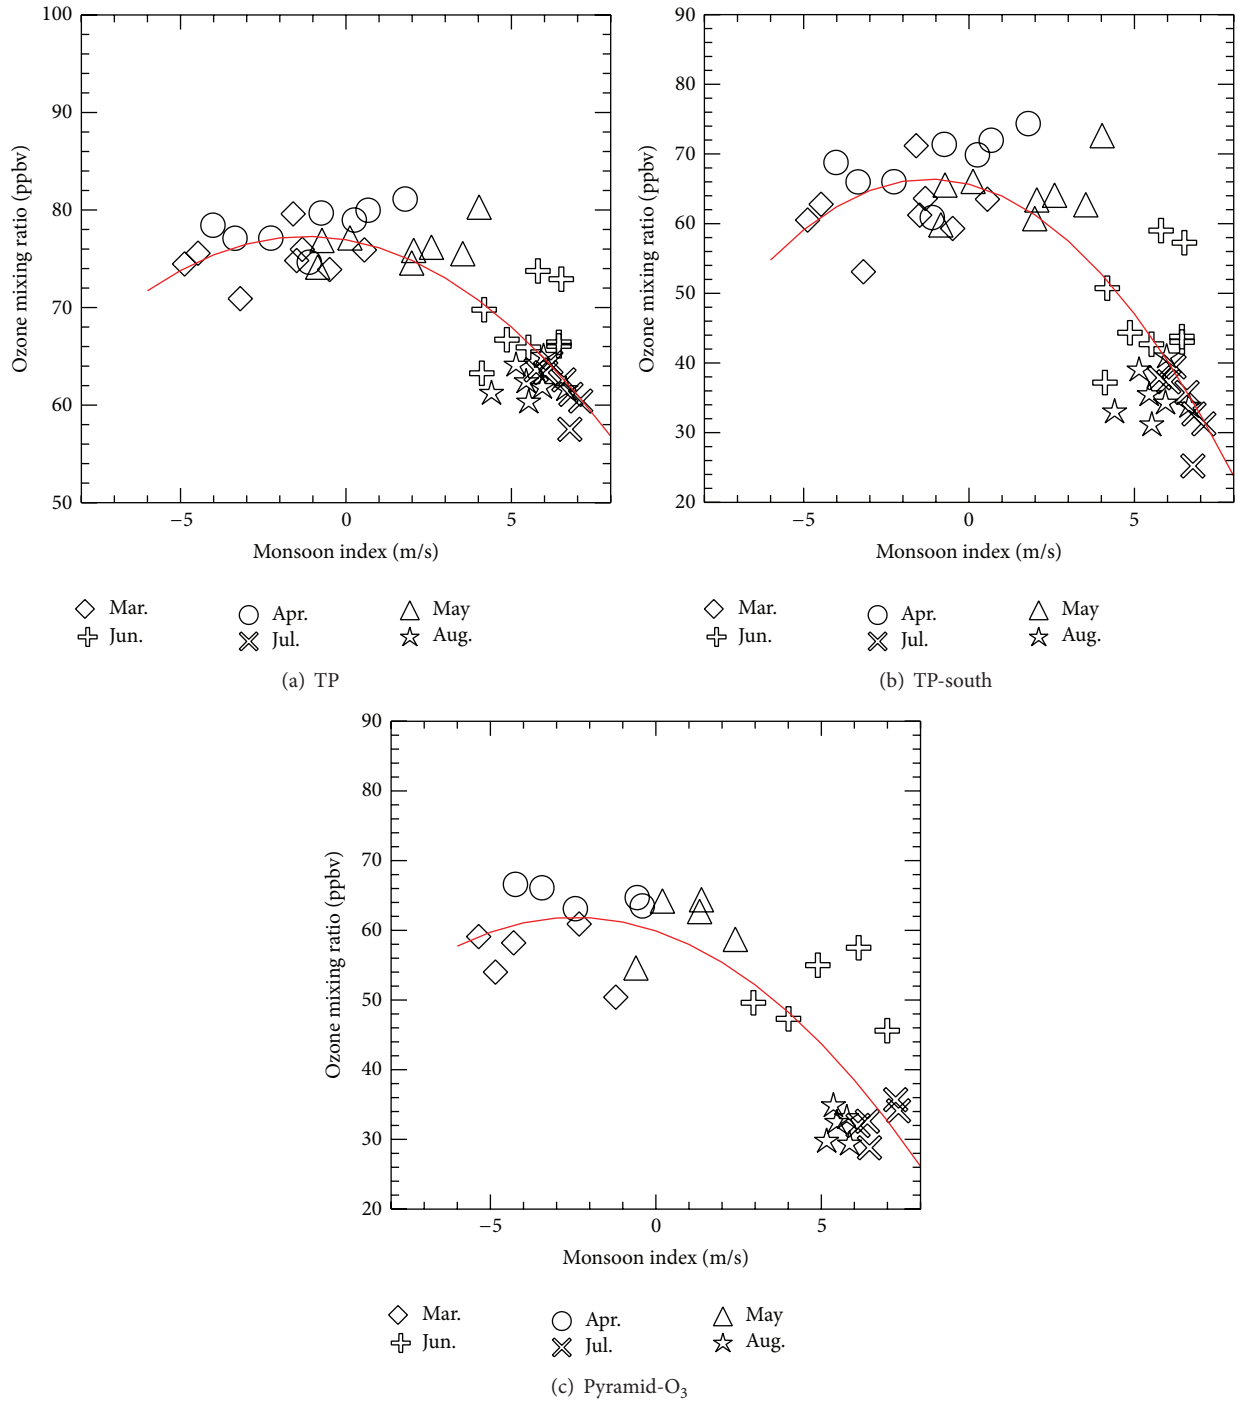 100
90
80
70
60
50
Ozone mixing ratio (ppbv)
−5 0 5
Monsoon index (m/s)
Mar. Apr. May
Jun. Jul. Aug.
(a) TP
90
80
70
60
50
40
30
20
Ozone mixing ratio (ppbv)
−5 0 5
Monsoon index (m/s)
Mar. Apr. May
Jun. Jul. Aug.
(b) TP-south
90
80
70
60
50
40
30
20
Ozone mixing ratio (ppbv)
−5 0 5
Monsoon index (m/s)
Mar. Apr. May
Jun. Jul. Aug.
(c) Pyramid-O₃